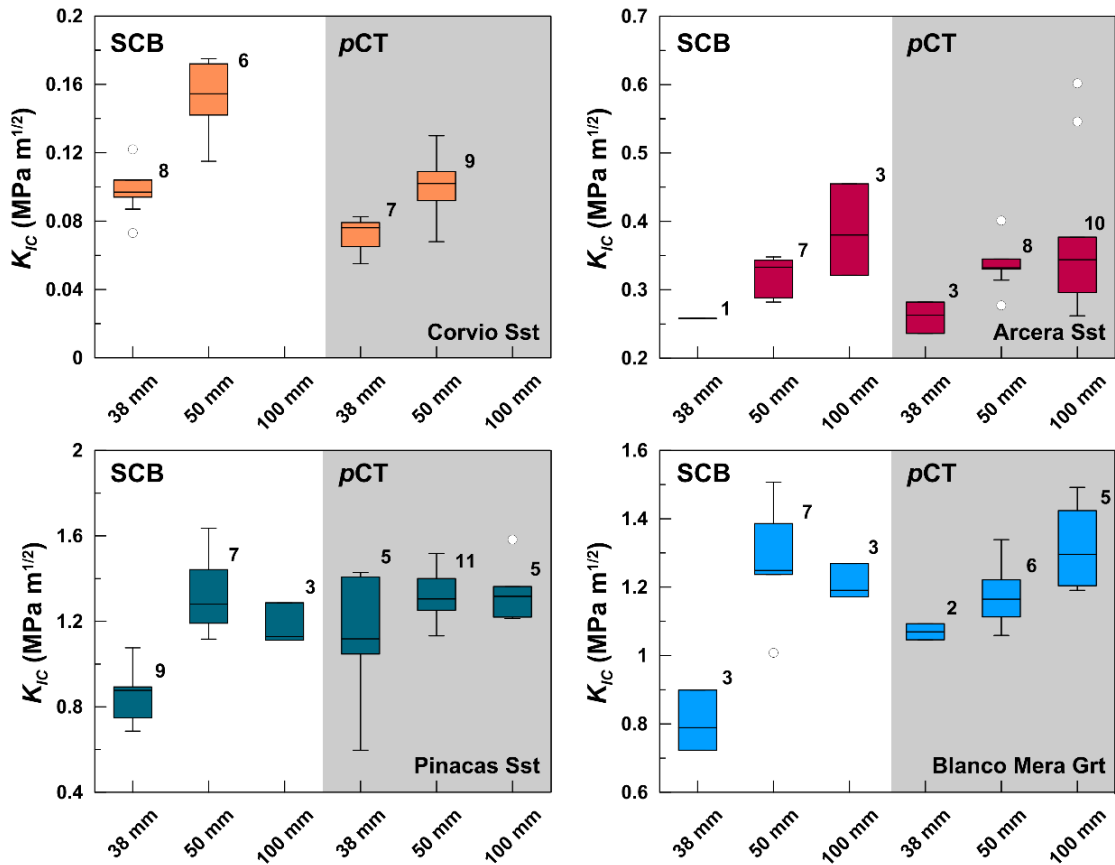 0.2
0.16
0.12
0.08
0.04
0
K_IC (MPa m^1/2)
SCB
pCT
8
6
7
9
Corvio Sst
38 mm
50 mm
100 mm
38 mm
50 mm
100 mm
0.7
0.6
0.5
0.4
0.3
0.2
K_IC (MPa m^1/2)
SCB
pCT
1
7
3
3
8
10
Arcera Sst
38 mm
50 mm
100 mm
38 mm
50 mm
100 mm
2
1.6
1.2
0.8
0.4
K_IC (MPa m^1/2)
SCB
pCT
9
7
3
5
11
5
Pinacas Sst
38 mm
50 mm
100 mm
38 mm
50 mm
100 mm
1.6
1.4
1.2
1
0.8
0.6
K_IC (MPa m^1/2)
SCB
pCT
3
7
3
2
6
5
Blanco Mera Grt
38 mm
50 mm
100 mm
38 mm
50 mm
100 mm